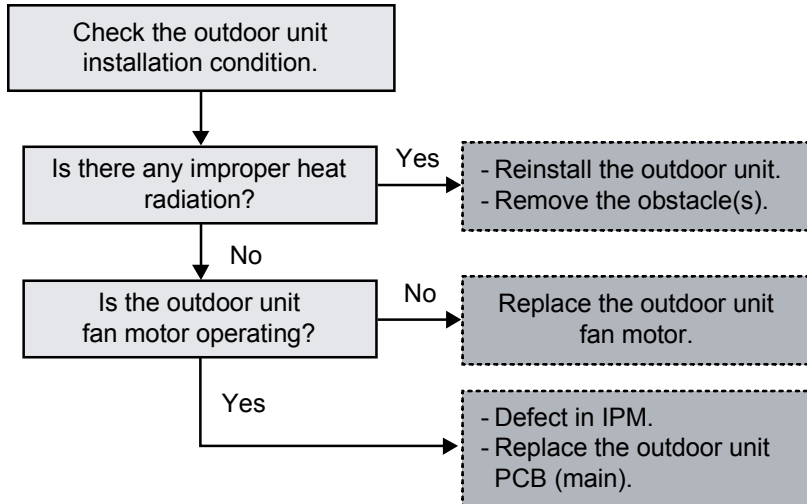 Check the outdoor unit
installation condition.
Is there any improper heat
radiation?
Yes
- Reinstall the outdoor unit.
- Remove the obstacle(s).
No
Is the outdoor unit
fan motor operating?
No
Replace the outdoor unit
fan motor.
Yes
- Defect in IPM.
- Replace the outdoor unit
PCB (main).